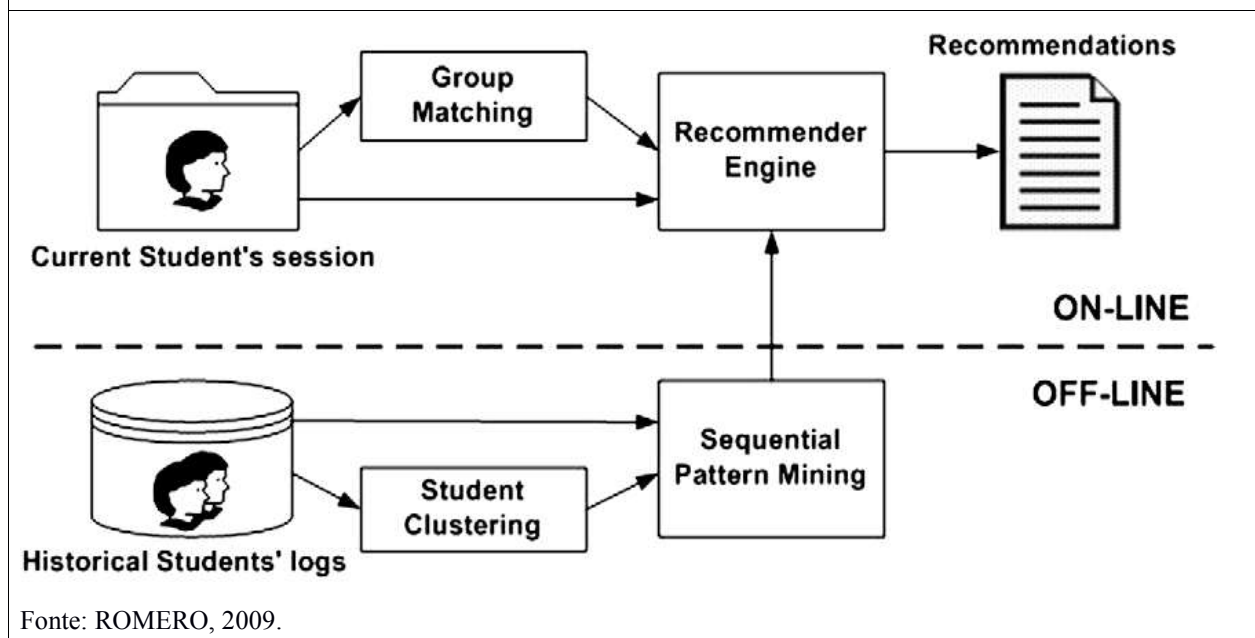 Recommendations
Group
Matching
Recommender
Engine
Current Student's session
ON-LINE
OFF-LINE
Sequential
Pattern Mining
Student
Clustering
Historical Students' logs
Fonte: ROMERO, 2009.